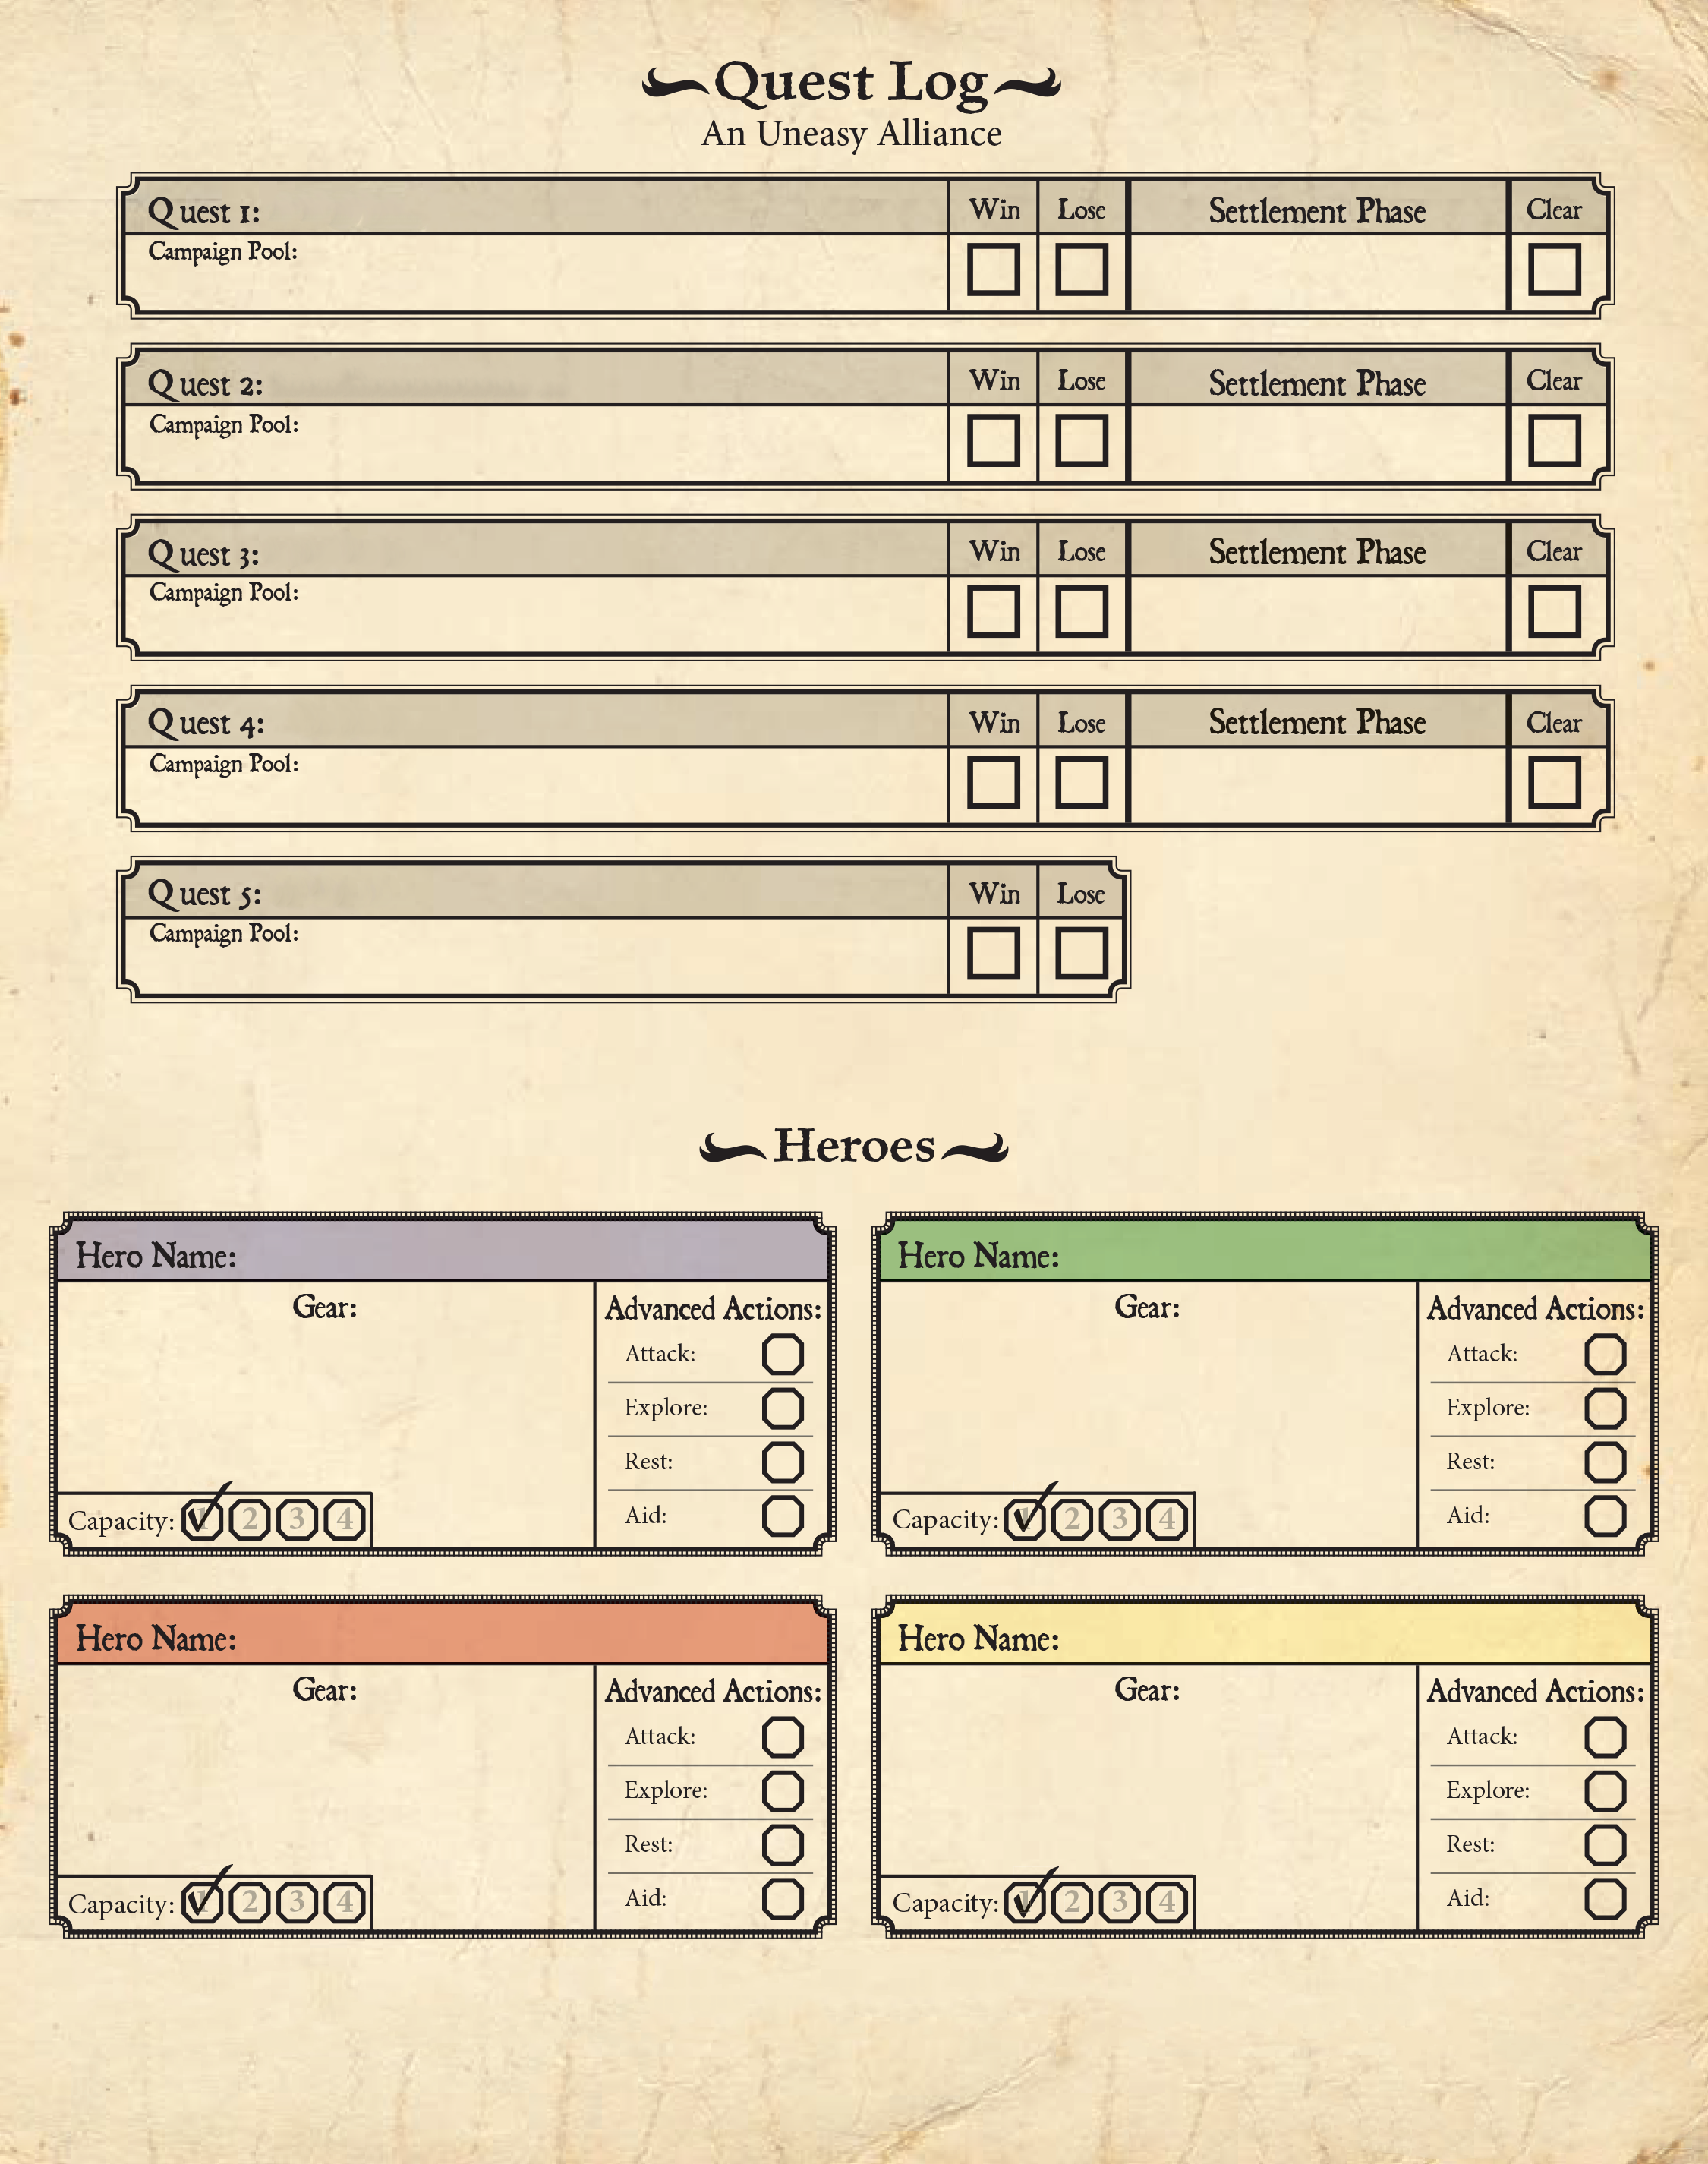 Quest Log
An Uneasy Alliance
Quest 1: Win Lose Settlement Phase Clear
Campaign Pool:
Quest 2: Win Lose Settlement Phase Clear
Campaign Pool:
Quest 3: Win Lose Settlement Phase Clear
Campaign Pool:
Quest 4: Win Lose Settlement Phase Clear
Campaign Pool:
Quest 5: Win Lose
Campaign Pool:
Heroes
Hero Name:
Gear:
Advanced Actions:
Attack:
Explore:
Rest:
Aid:
Capacity: 1 2 3 4
Hero Name:
Gear:
Advanced Actions:
Attack:
Explore:
Rest:
Aid:
Capacity: 1 2 3 4
Hero Name:
Gear:
Advanced Actions:
Attack:
Explore:
Rest:
Aid:
Capacity: 1 2 3 4
Hero Name:
Gear:
Advanced Actions:
Attack:
Explore:
Rest:
Aid:
Capacity: 1 2 3 4